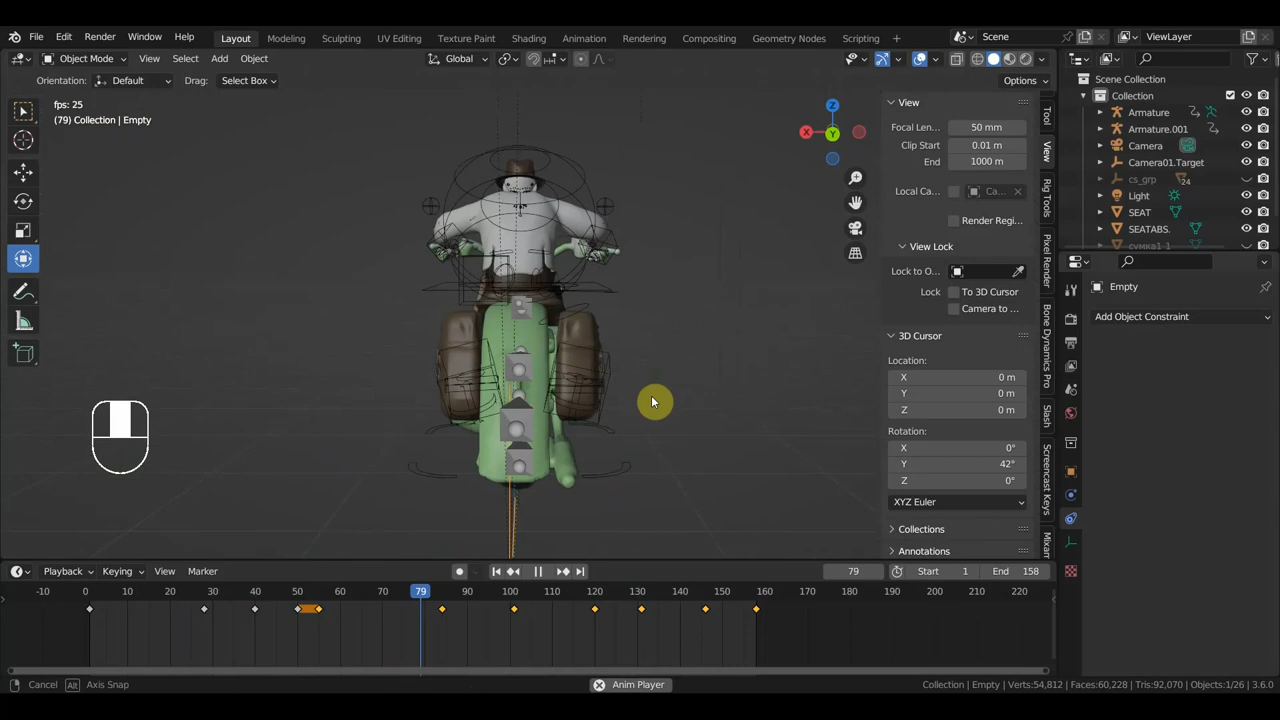 File Edit Render Window Help Layout Modeling Sculpting UV Editing Texture Paint Shading Animation Rendering Compositing Geometry Nodes Scripting + Scene ViewLayer
Object Mode View Select Add Object Global Options
Orientation: Default Drag: Select Box
fps: 25
(79) Collection | Empty
X Y Z
View
Focal Len... 50 mm
Clip Start 0.01 m
End 1000 m
Local Ca... Ca...
Render Regi...
View Lock
Lock to O...
Lock To 3D Cursor
Camera to ...
3D Cursor
Location:
X 0 m
Y 0 m
Z 0 m
Rotation:
X 0°
Y 42°
Z 0°
XYZ Euler
Collections
Annotations
Tool
View
Rig Tools
Pixel Render
Bone Dynamics Pro
Slash
Screencast Keys
Mixam
Scene Collection
Collection
Armature
Armature.001
Camera
Camera01.Target
cs_grp 24
Light
SEAT
SEATABS.
сумка1 1
Empty
Add Object Constraint
Playback Keying View Marker 79 Start 1 End 158
-10 0 10 20 30 40 50 60 70 79 90 100 110 120 130 140 150 160 170 180 190 200 210 220
Cancel Alt Axis Snap Anim Player Collection | Empty | Verts:54,812 | Faces:60,228 | Tris:92,070 | Objects:1/26 | 3.6.0